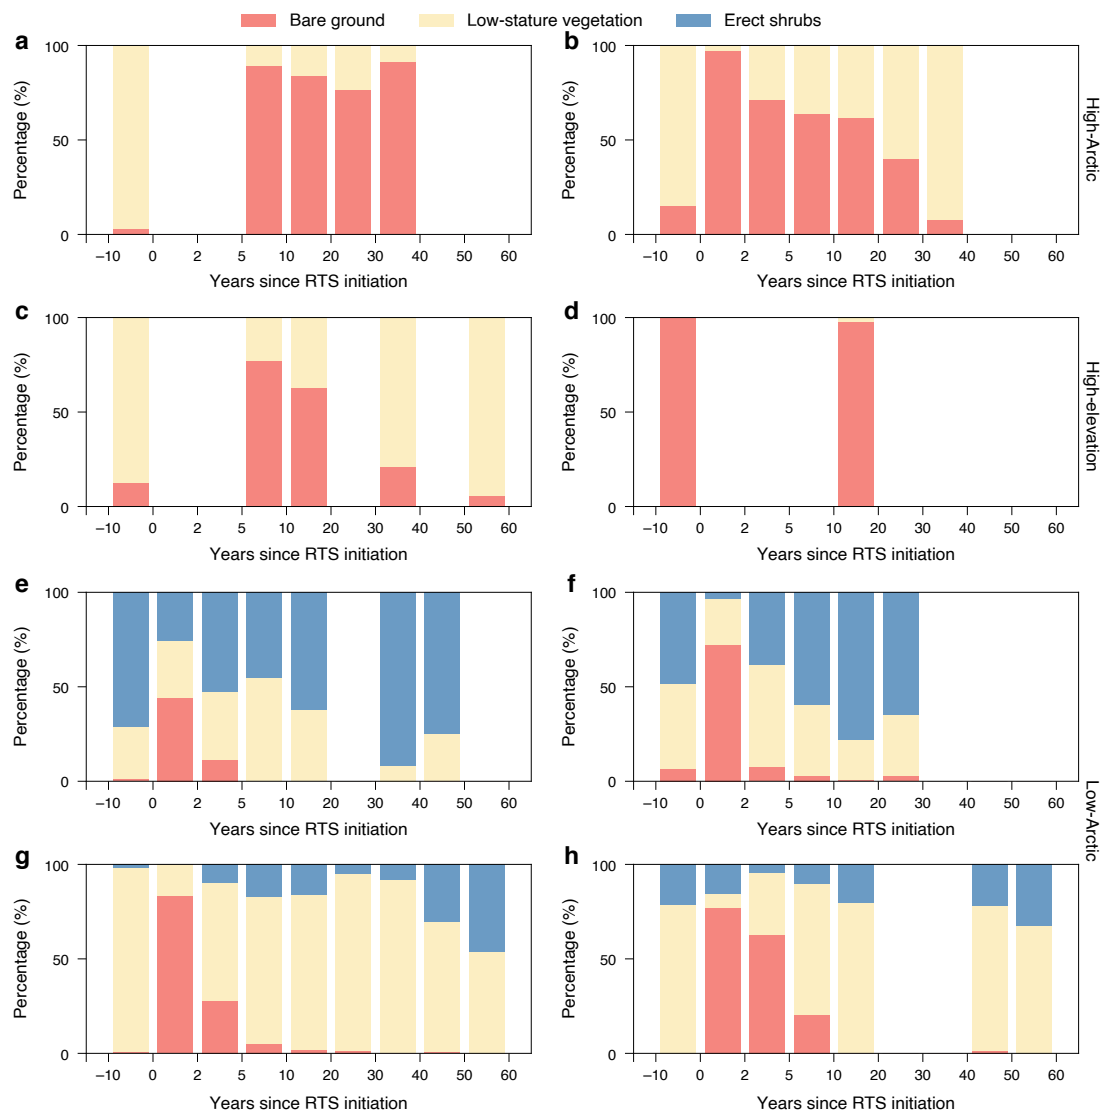 Bare ground Low-stature vegetation Erect shrubs
a b
100 100
50 50
0 0
Percentage (%) Percentage (%)
−10 0 2 5 10 20 30 40 50 60 −10 0 2 5 10 20 30 40 50 60
Years since RTS initiation Years since RTS initiation
High-Arctic
c d
100 100
50 50
0 0
Percentage (%) Percentage (%)
−10 0 2 5 10 20 30 40 50 60 −10 0 2 5 10 20 30 40 50 60
Years since RTS initiation Years since RTS initiation
High-elevation
e f
100 100
50 50
0 0
Percentage (%) Percentage (%)
−10 0 2 5 10 20 30 40 50 60 −10 0 2 5 10 20 30 40 50 60
Years since RTS initiation Years since RTS initiation
Low-Arctic
g h
100 100
50 50
0 0
Percentage (%) Percentage (%)
−10 0 2 5 10 20 30 40 50 60 −10 0 2 5 10 20 30 40 50 60
Years since RTS initiation Years since RTS initiation